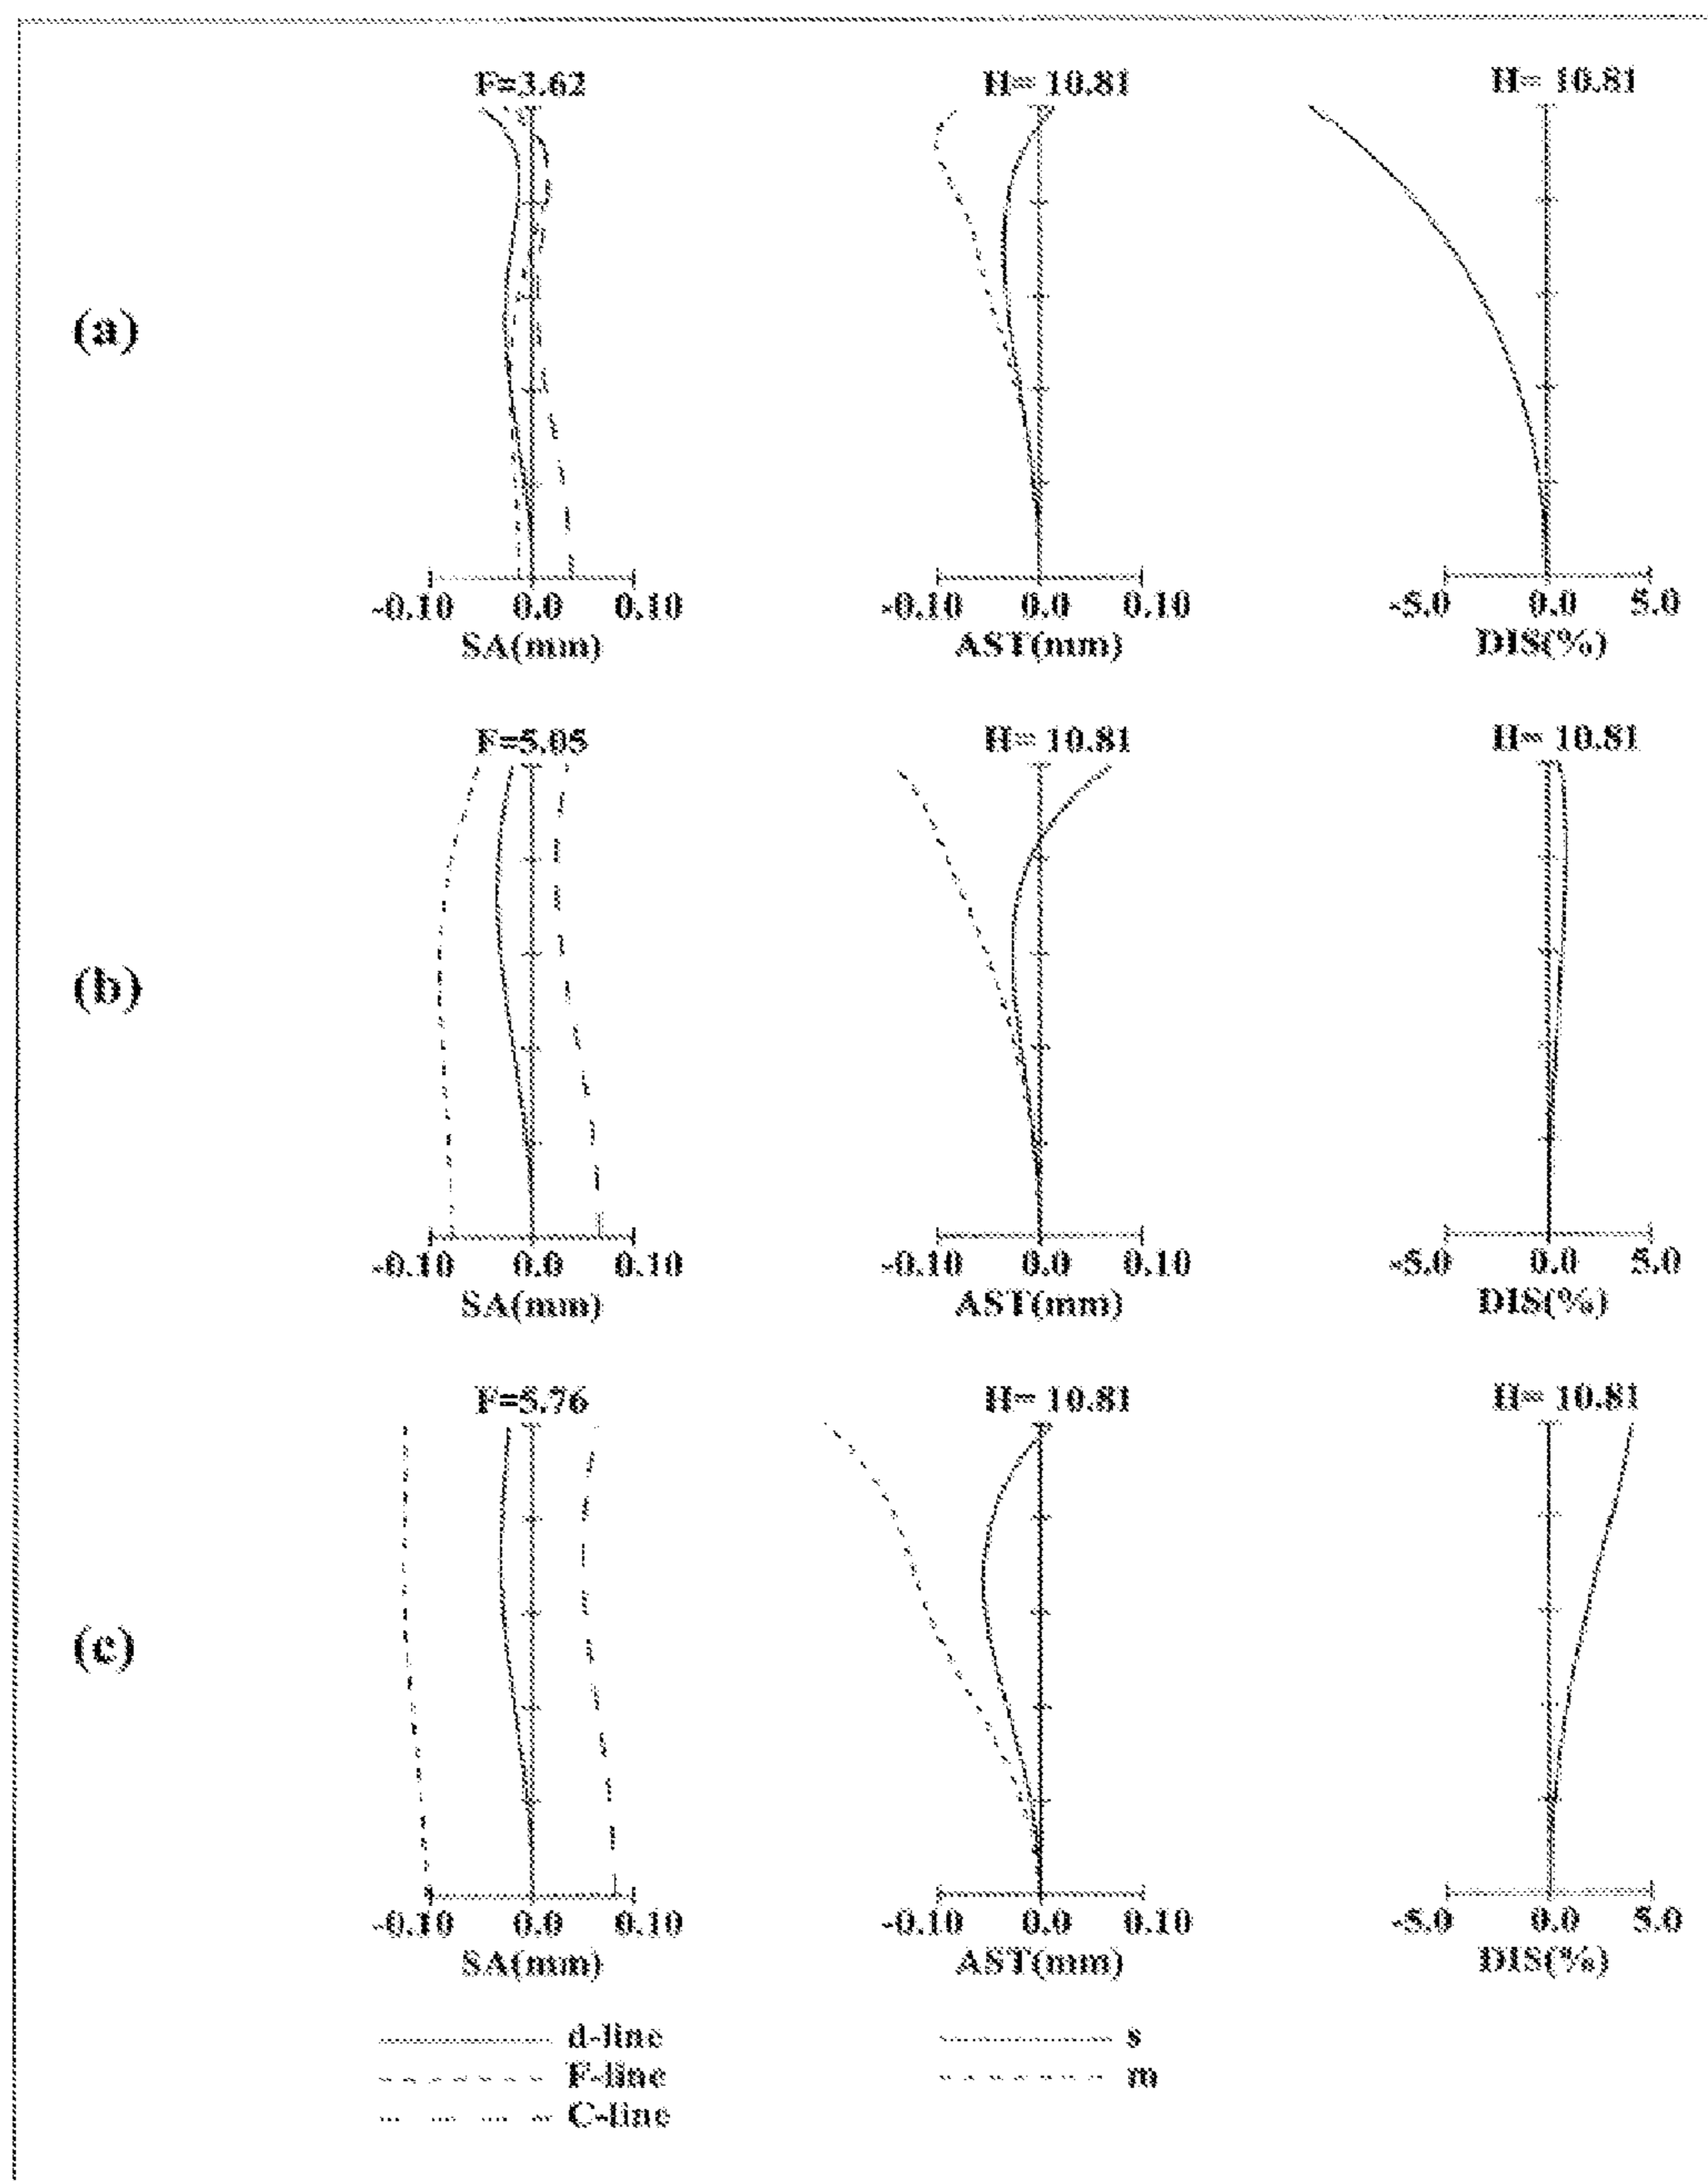 F=3.62 H= 10.81 H= 10.81
(a)
-0.10 0.0 0.10 -0.10 0.0 0.10 -5.0 0.0 5.0
SA(mm) AST(mm) DIS(%)
F=5.05 H= 10.81 H= 10.81
(b)
-0.10 0.0 0.10 -0.10 0.0 0.10 -5.0 0.0 5.0
SA(mm) AST(mm) DIS(%)
F=5.76 H= 10.81 H= 10.81
(c)
-0.10 0.0 0.10 -0.10 0.0 0.10 -5.0 0.0 5.0
SA(mm) AST(mm) DIS(%)
d-line s
F-line m
C-line